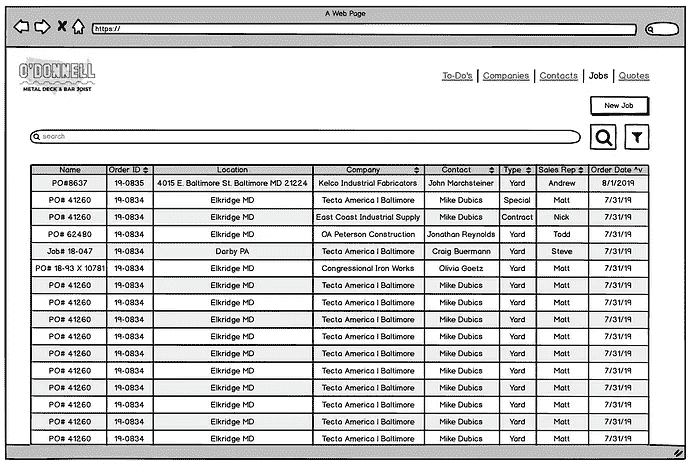 A Web Page
https://
O'DONNELL
METAL DECK & BAR JOIST
To-Do's Companies Contacts Jobs Quotes
New Job
search
Name Order ID Location Company Contact Type Sales Rep Order Date ^v
PO#8637 19-0835 4015 E. Baltimore St. Baltimore MD 21224 Kelco Industrial Fabricators John Marchsteiner Yard Andrew 8/1/2019
PO# 41260 19-0834 Elkridge MD Tecta America | Baltimore Mike Dubics Special Matt 7/31/19
PO# 41260 19-0834 Elkridge MD East Coast Industrial Supply Mike Dubics Contract Nick 7/31/19
PO# 62480 19-0834 Elkridge MD OA Peterson Construction Jonathan Reynolds Yard Todd 7/31/19
Job# 18-047 19-0834 Darby PA Tecta America | Baltimore Craig Buermann Yard Steve 7/31/19
PO# 18-93 X 10781 19-0834 Elkridge MD Congressional Iron Works Olivia Goetz Yard Matt 7/31/19
PO# 41260 19-0834 Elkridge MD Tecta America | Baltimore Mike Dubics Yard Matt 7/31/19
PO# 41260 19-0834 Elkridge MD Tecta America | Baltimore Mike Dubics Yard Matt 7/31/19
PO# 41260 19-0834 Elkridge MD Tecta America | Baltimore Mike Dubics Yard Matt 7/31/19
PO# 41260 19-0834 Elkridge MD Tecta America | Baltimore Mike Dubics Yard Matt 7/31/19
PO# 41260 19-0834 Elkridge MD Tecta America | Baltimore Mike Dubics Yard Matt 7/31/19
PO# 41260 19-0834 Elkridge MD Tecta America | Baltimore Mike Dubics Yard Matt 7/31/19
PO# 41260 19-0834 Elkridge MD Tecta America | Baltimore Mike Dubics Yard Matt 7/31/19
PO# 41260 19-0834 Elkridge MD Tecta America | Baltimore Mike Dubics Yard Matt 7/31/19
PO# 41260 19-0834 Elkridge MD Tecta America | Baltimore Mike Dubics Yard Matt 7/31/19
PO# 41260 19-0834 Elkridge MD Tecta America | Baltimore Mike Dubics Yard Matt 7/31/19